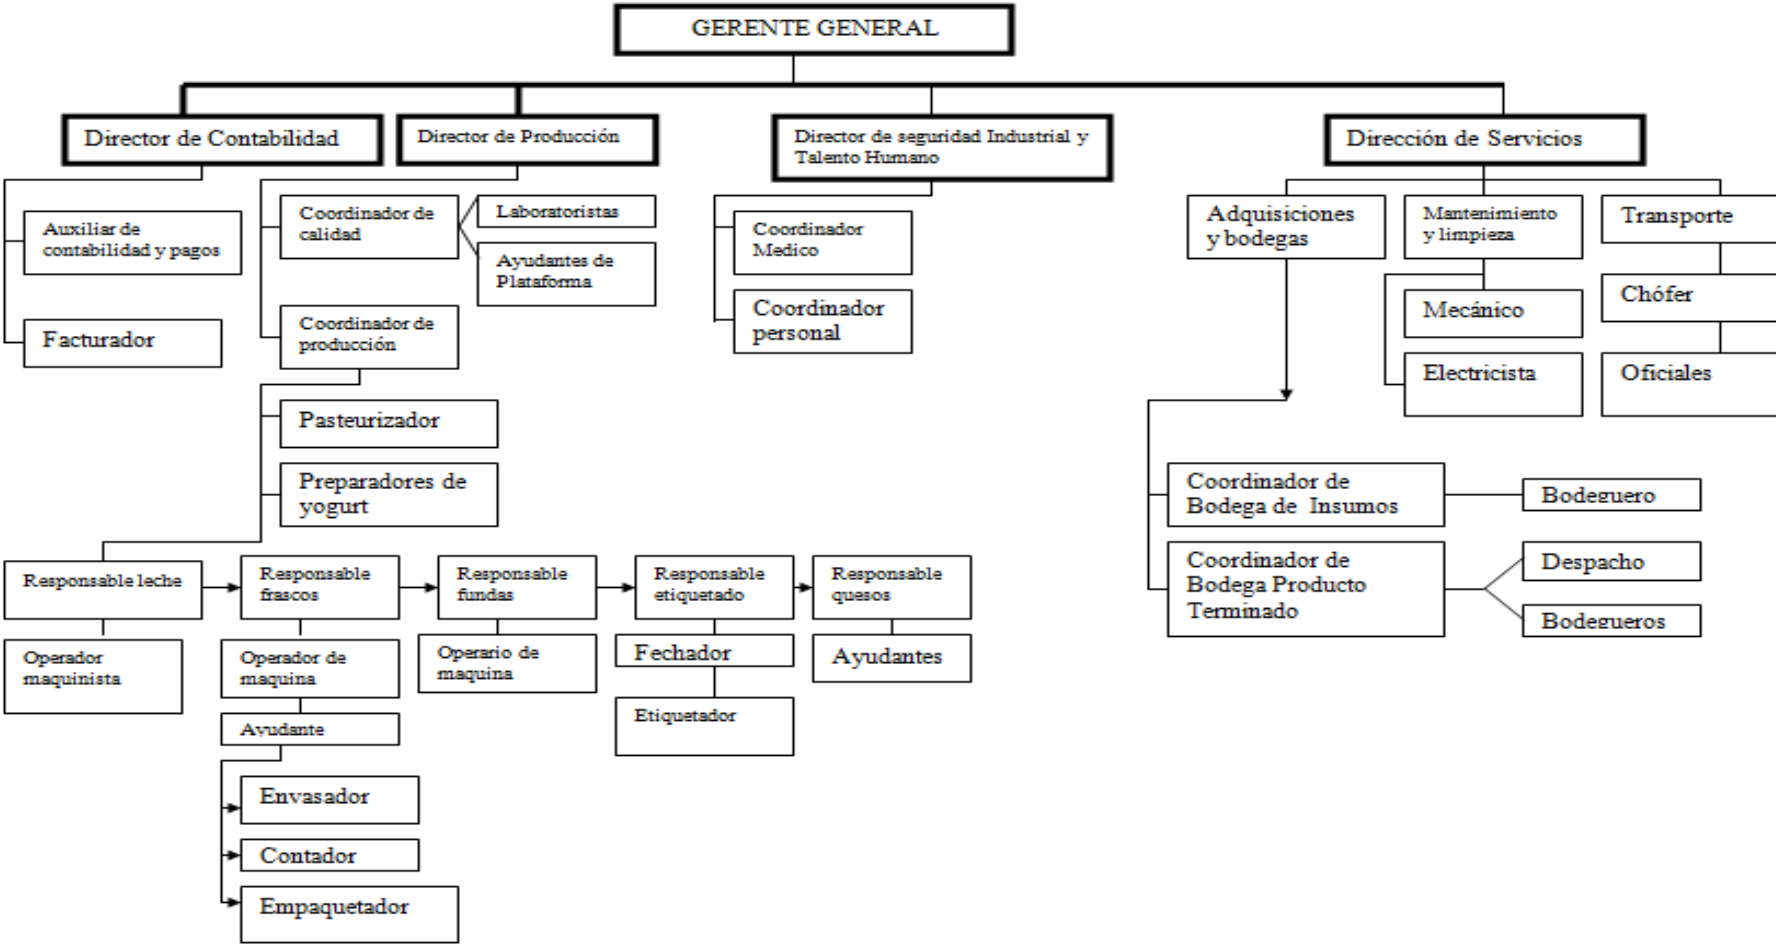 GERENTE GENERAL
Director de Contabilidad
Director de Producción
Director de seguridad Industrial y
Talento Humano
Dirección de Servicios
Auxiliar de
contabilidad y pagos
Facturador
Coordinador de
calidad
Laboratoristas
Ayudantes de
Plataforma
Coordinador de
producción
Coordinador
Medico
Coordinador
personal
Adquisiciones
y bodegas
Mantenimiento
y limpieza
Transporte
Mecánico
Chófer
Electricista
Oficiales
Pasteurizador
Preparadores de
yogurt
Coordinador de
Bodega de Insumos
Bodeguero
Coordinador de
Bodega Producto
Terminado
Despacho
Bodegueros
Responsable leche
Responsable
frascos
Responsable
fundas
Responsable
etiquetado
Responsable
quesos
Operador
maquinista
Operador de
maquina
Operario de
maquina
Fechador
Ayudantes
Ayudante
Etiquetador
Envasador
Contador
Empaquetador